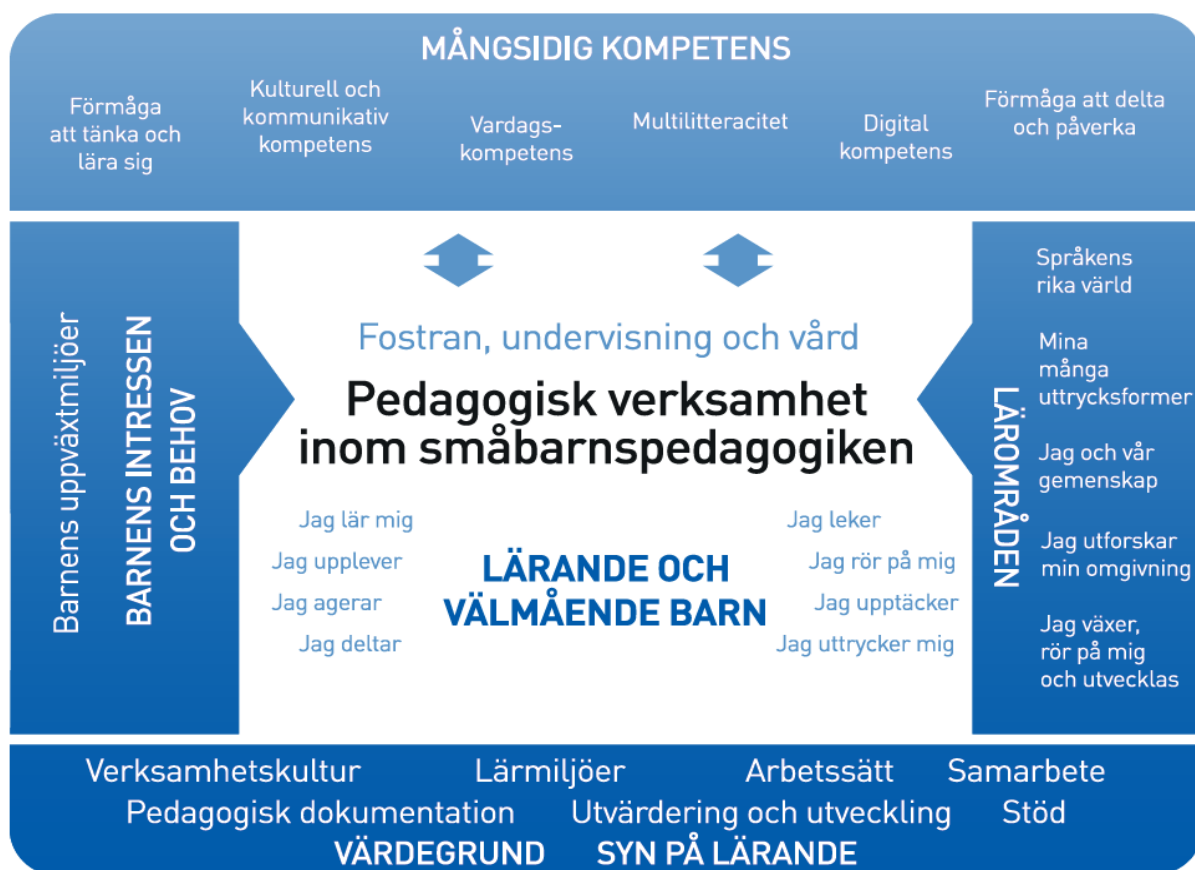 MÅNGSIDIG KOMPETENS
Förmåga
att tänka och
lära sig
Kulturell och
kommunikativ
kompetens
Vardags-
kompetens
Multilitteracitet
Digital
kompetens
Förmåga att delta
och påverka
Barnens uppväxtmiljöer
BARNENS INTRESSEN
OCH BEHOV
Fostran, undervisning och vård
Pedagogisk verksamhet
inom småbarnspedagogiken
Jag lär mig
Jag upplever
Jag agerar
Jag deltar
LÄRANDE OCH
VÄLMÅENDE BARN
Jag leker
Jag rör på mig
Jag upptäcker
Jag uttrycker mig
LÄROMRÅDEN
Språkens
rika värld
Mina
många
uttrycksformer
Jag och vår
gemenskap
Jag utforskar
min omgivning
Jag växer,
rör på mig
och utvecklas
Verksamhetskultur Lärmiljöer Arbetssätt Samarbete
Pedagogisk dokumentation Utvärdering och utveckling Stöd
VÄRDEGRUND SYN PÅ LÄRANDE